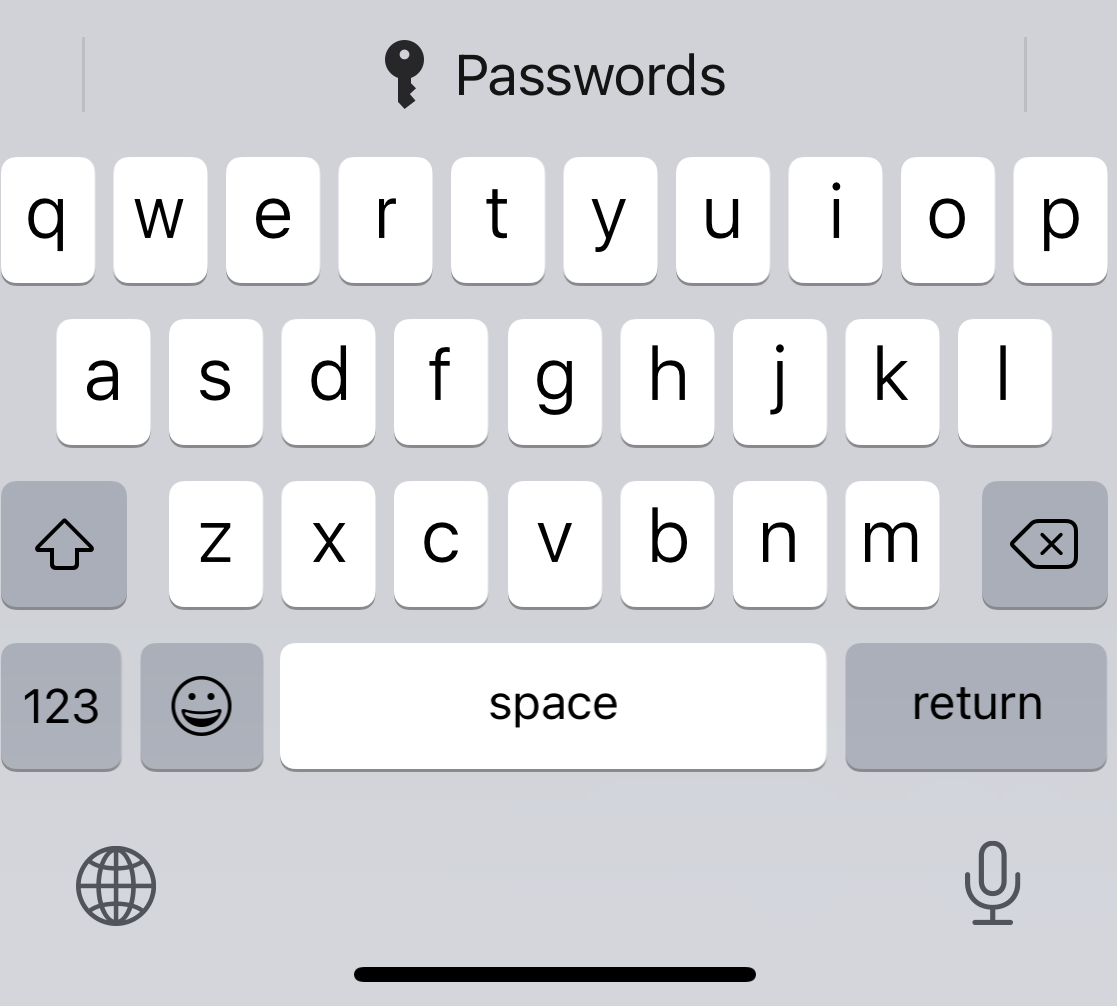 Passwords
q w e r t y u i o p
a s d f g h j k l
z x c v b n m
123 space return